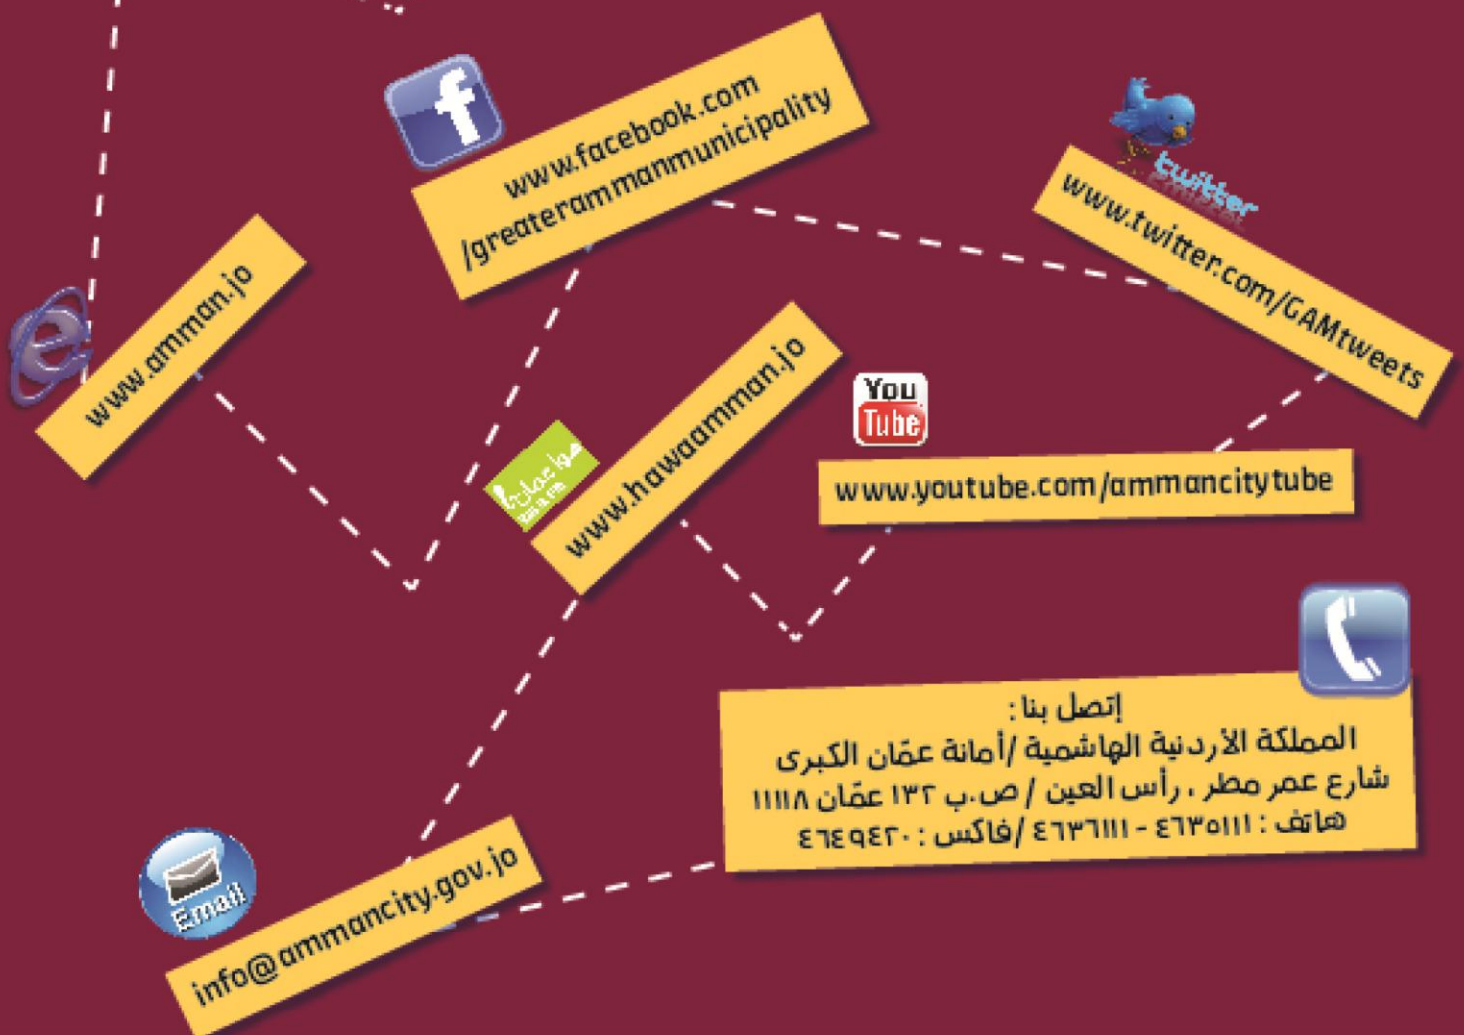 www.facebook.com
/greaterammanmunicipality
twitter
www.twitter.com/GAMtweets
www.amman.jo
هوا عمان
www.hawaamman.jo
You
Tube
www.youtube.com/ammancitytube
إتصل بنا :
المملكة الأردنية الهاشمية /أمانة عمّان الكبرى
شارع عمر مطر ، رأس العين / ص.ب ١٣٢ عمّان ١١١١٨
هاتف : ٤٦٣٥١١١ - ٤٦٣٦١١١ /فاكس : ٤٦٤٩٤٢٠
Email
info@ammancity.gov.jo